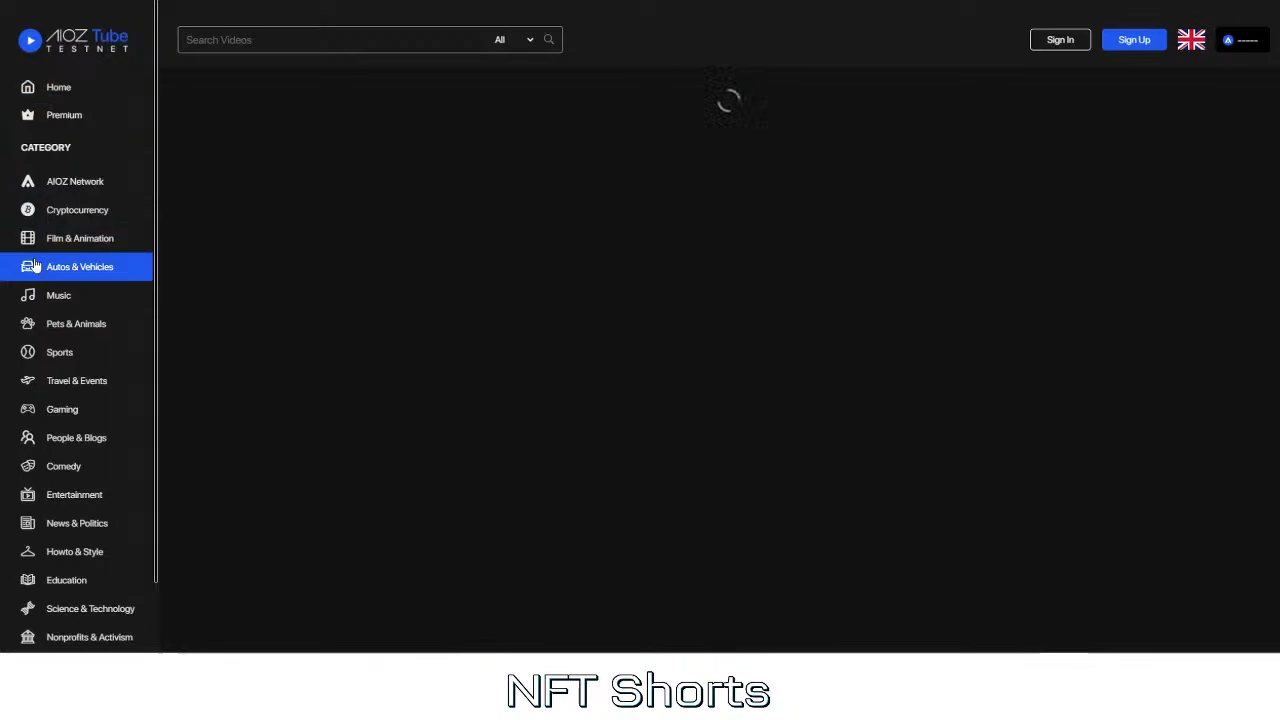 AIOZ Tube
TESTNET
Search Videos
All
Sign In
Sign Up
-----
Home
Premium
CATEGORY
AIOZ Network
Cryptocurrency
Film & Animation
Autos & Vehicles
Music
Pets & Animals
Sports
Travel & Events
Gaming
People & Blogs
Comedy
Entertainment
News & Politics
Howto & Style
Education
Science & Technology
Nonprofits & Activism
NFT Shorts